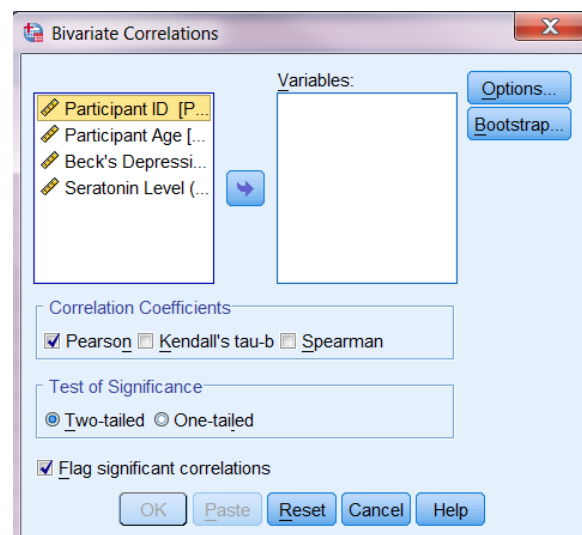 Bivariate Correlations
Variables:
Participant ID [P...
Participant Age [...
Beck's Depressi...
Seratonin Level (...
Options...
Bootstrap...
Correlation Coefficients
Pearson Kendall's tau-b Spearman
Test of Significance
Two-tailed One-tailed
Flag significant correlations
OK Paste Reset Cancel Help